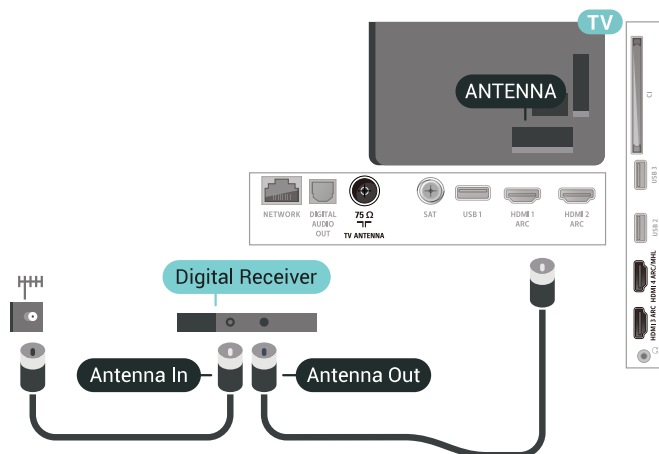 TV
ANTENNA
CI
USB 3
USB 2
HDMI 4 ARC/MHL
HDMI 3 ARC
NETWORK
DIGITAL
AUDIO
OUT
75 Ω
TV ANTENNA
SAT
USB 1
HDMI 1
ARC
HDMI 2
ARC
Digital Receiver
Antenna In
Antenna Out